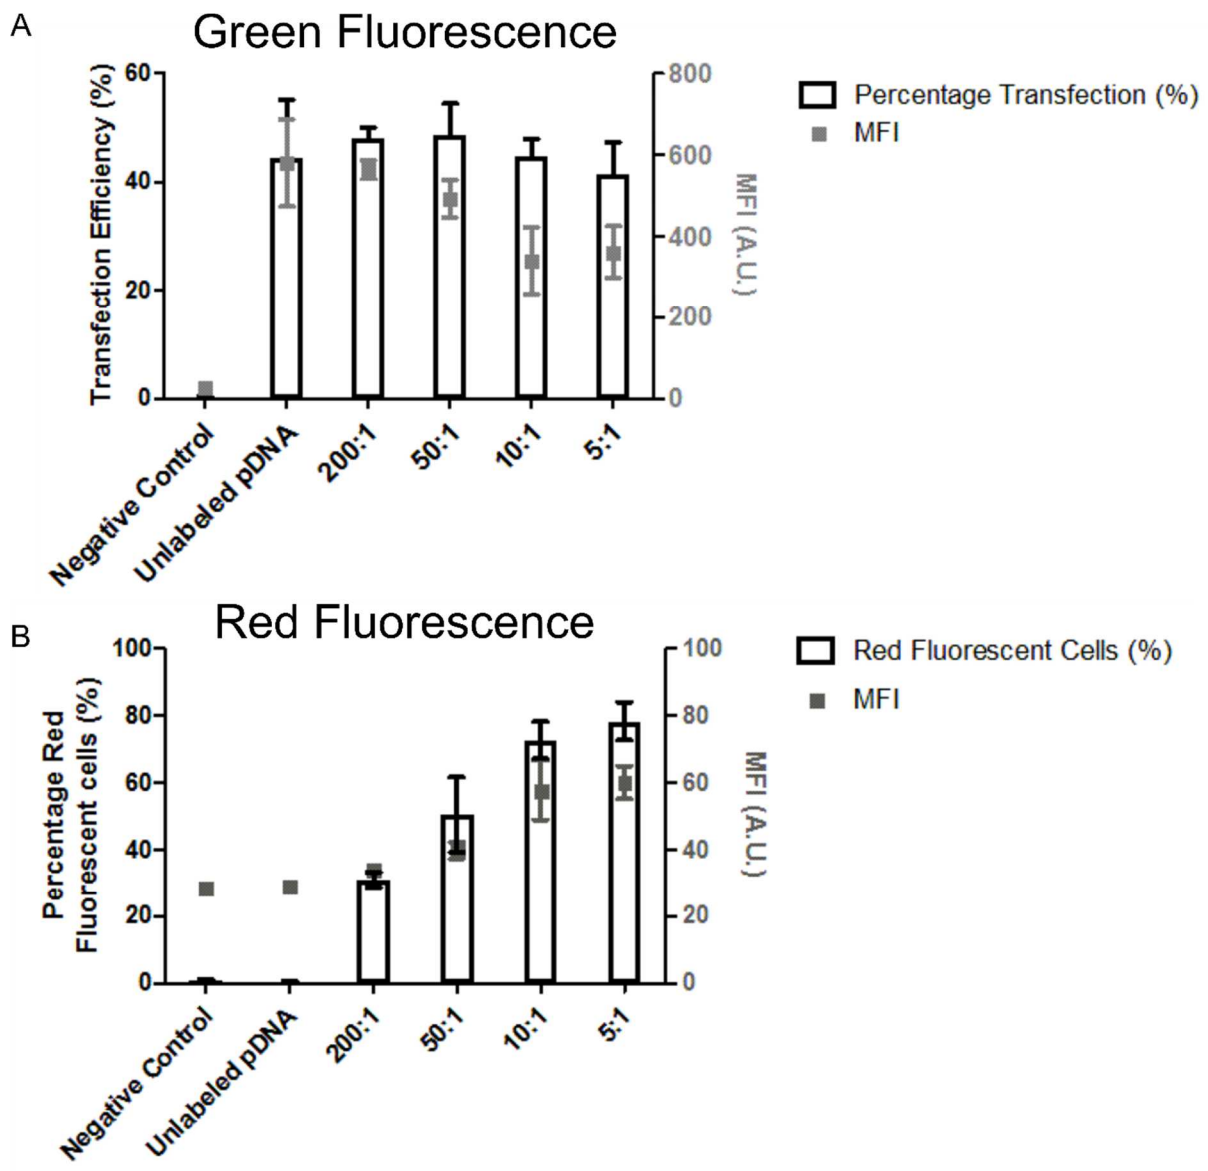 A
Green Fluorescence
60
40
20
0
Transfection Efficiency (%)
800
600
400
200
0
MFI (A.U.)
Percentage Transfection (%)
MFI
Negative Control
Unlabeled pDNA
200:1
50:1
10:1
5:1
B
Red Fluorescence
100
80
60
40
20
0
Percentage Red
Fluorescent cells (%)
100
80
60
40
20
0
MFI (A.U.)
Red Fluorescent Cells (%)
MFI
Negative Control
Unlabeled pDNA
200:1
50:1
10:1
5:1